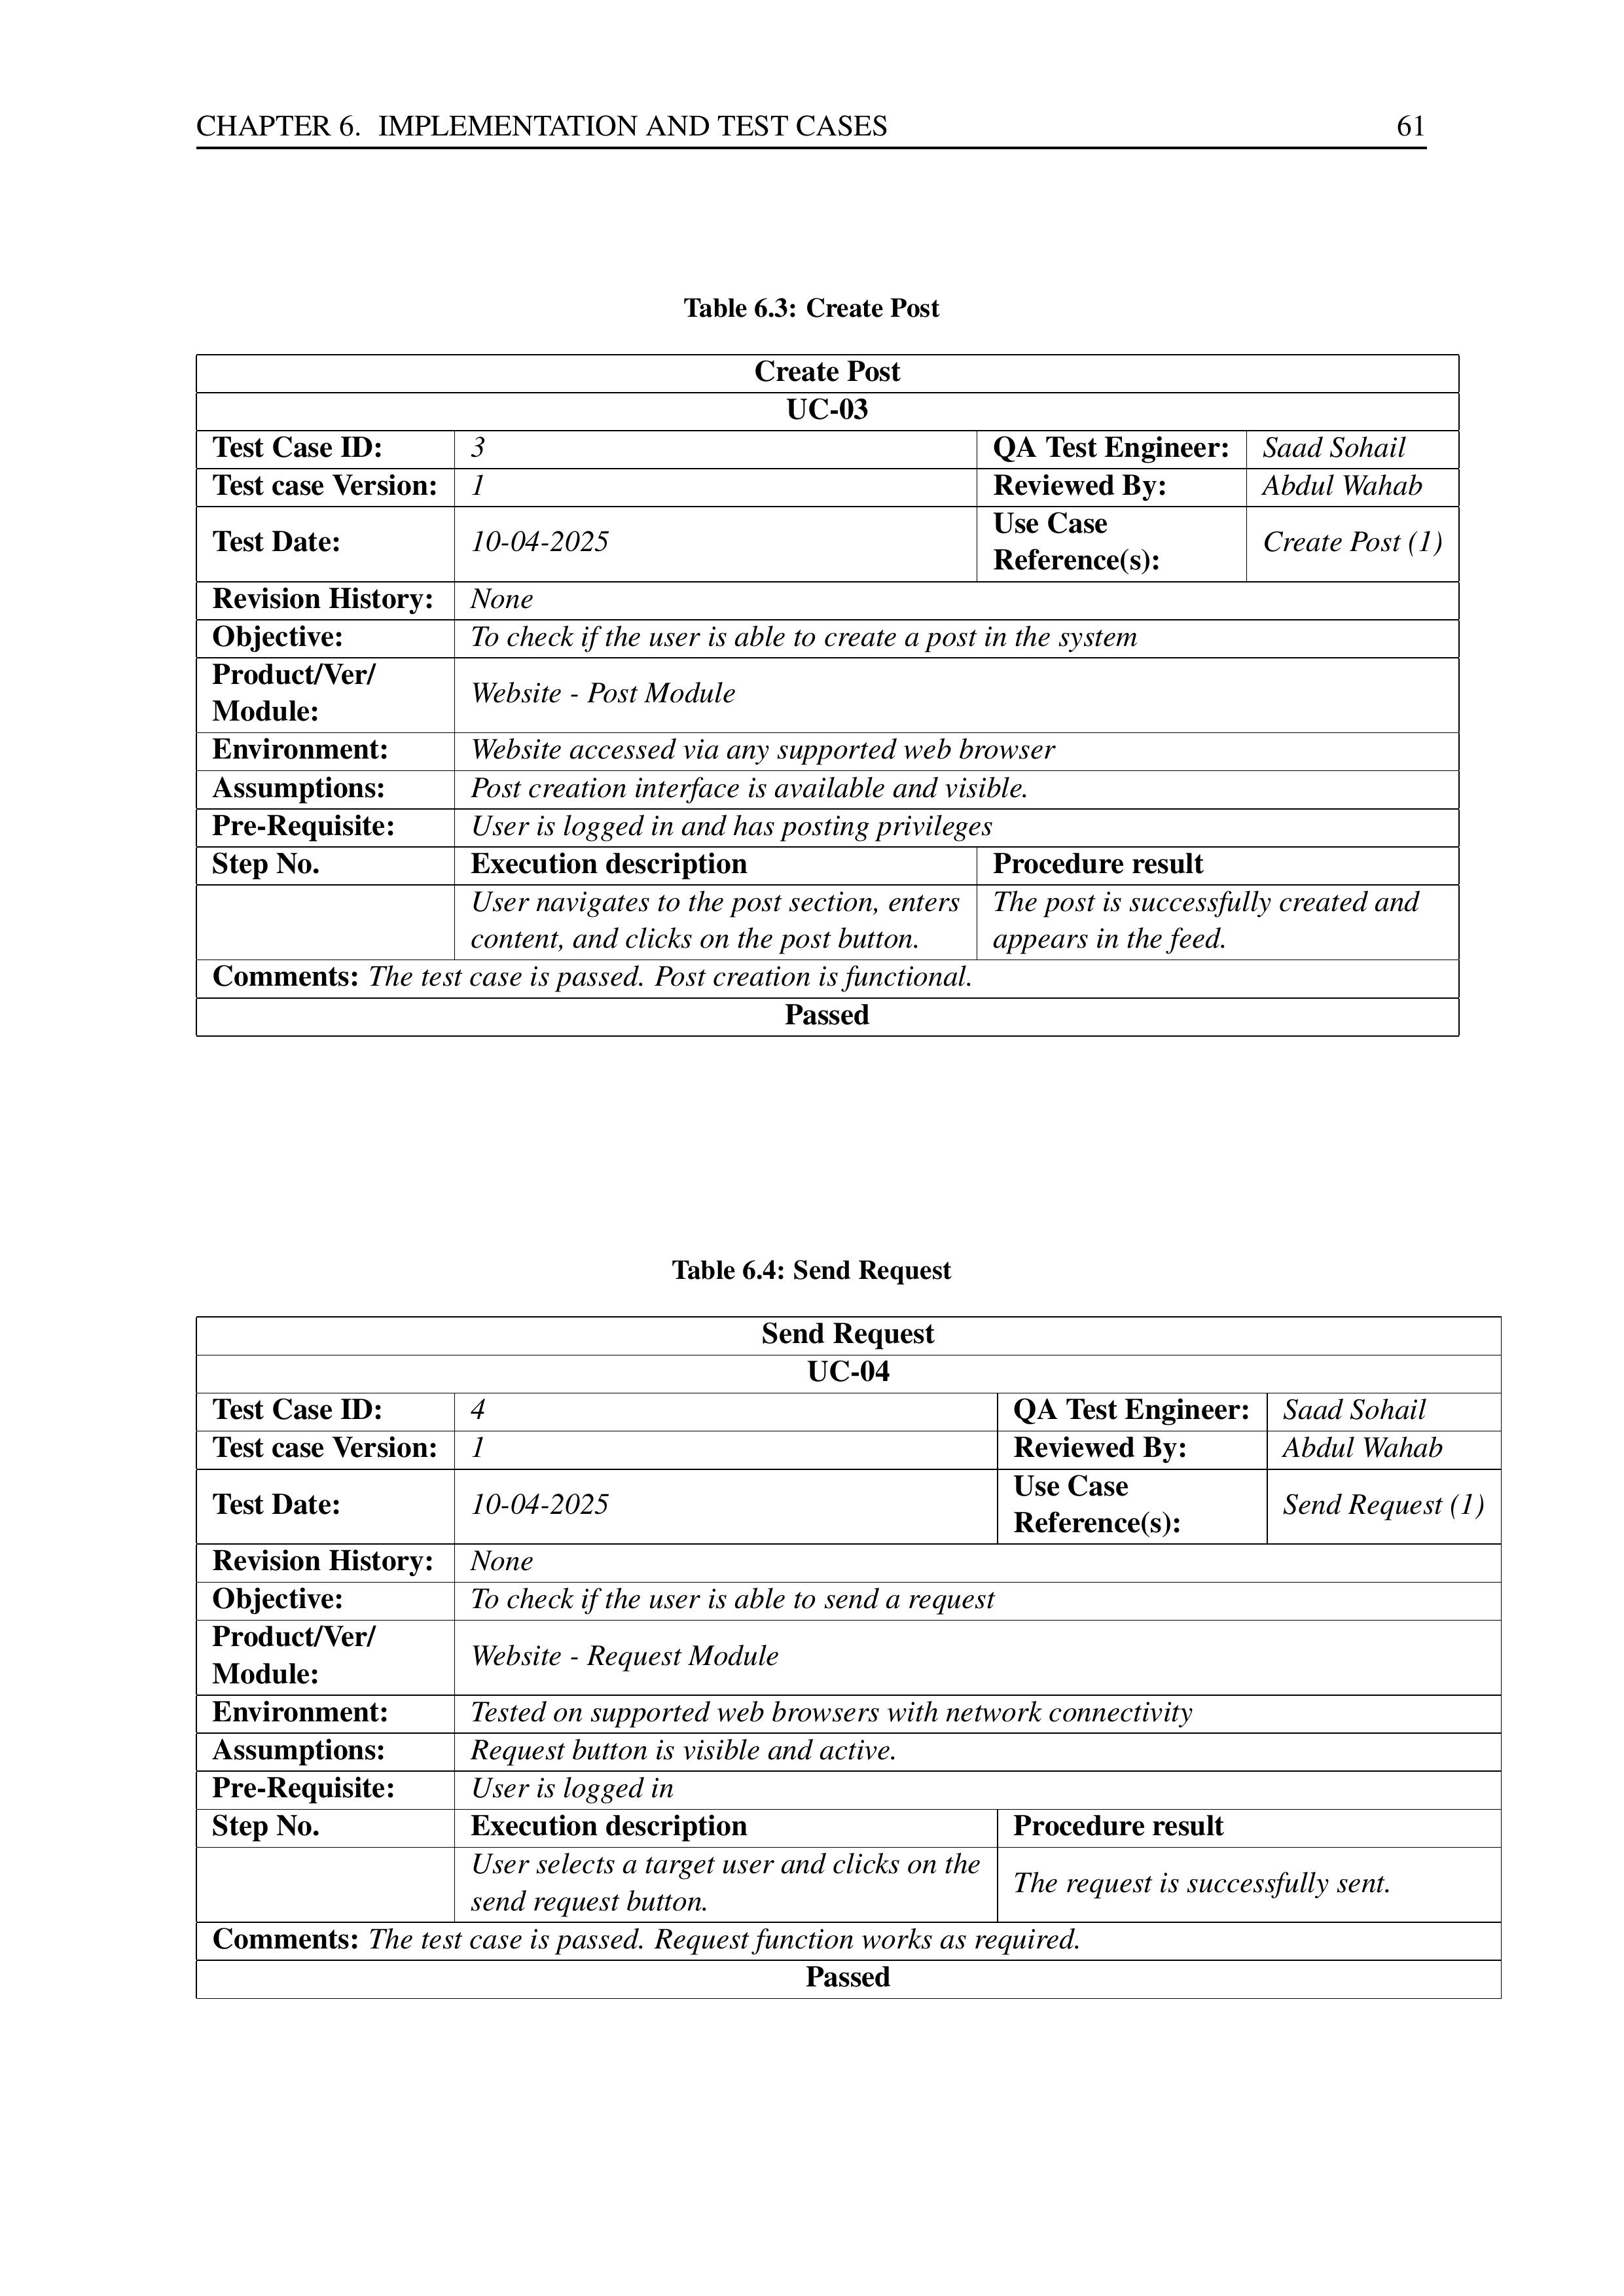 CHAPTER 6. IMPLEMENTATION AND TEST CASES 61
Table 6.3: Create Post
Create Post
UC-03
Test Case ID: 3 QA Test Engineer: Saad Sohail
Test case Version: 1 Reviewed By: Abdul Wahab
Test Date: 10-04-2025 Use Case Reference(s): Create Post (1)
Revision History: None
Objective: To check if the user is able to create a post in the system
Product/Ver/
Module: Website - Post Module
Environment: Website accessed via any supported web browser
Assumptions: Post creation interface is available and visible.
Pre-Requisite: User is logged in and has posting privileges
Step No. Execution description Procedure result
User navigates to the post section, enters
content, and clicks on the post button.
The post is successfully created and
appears in the feed.
Comments: The test case is passed. Post creation is functional.
Passed
Table 6.4: Send Request
Send Request
UC-04
Test Case ID: 4 QA Test Engineer: Saad Sohail
Test case Version: 1 Reviewed By: Abdul Wahab
Test Date: 10-04-2025 Use Case Reference(s): Send Request (1)
Revision History: None
Objective: To check if the user is able to send a request
Product/Ver/
Module: Website - Request Module
Environment: Tested on supported web browsers with network connectivity
Assumptions: Request button is visible and active.
Pre-Requisite: User is logged in
Step No. Execution description Procedure result
User selects a target user and clicks on the
send request button.
The request is successfully sent.
Comments: The test case is passed. Request function works as required.
Passed